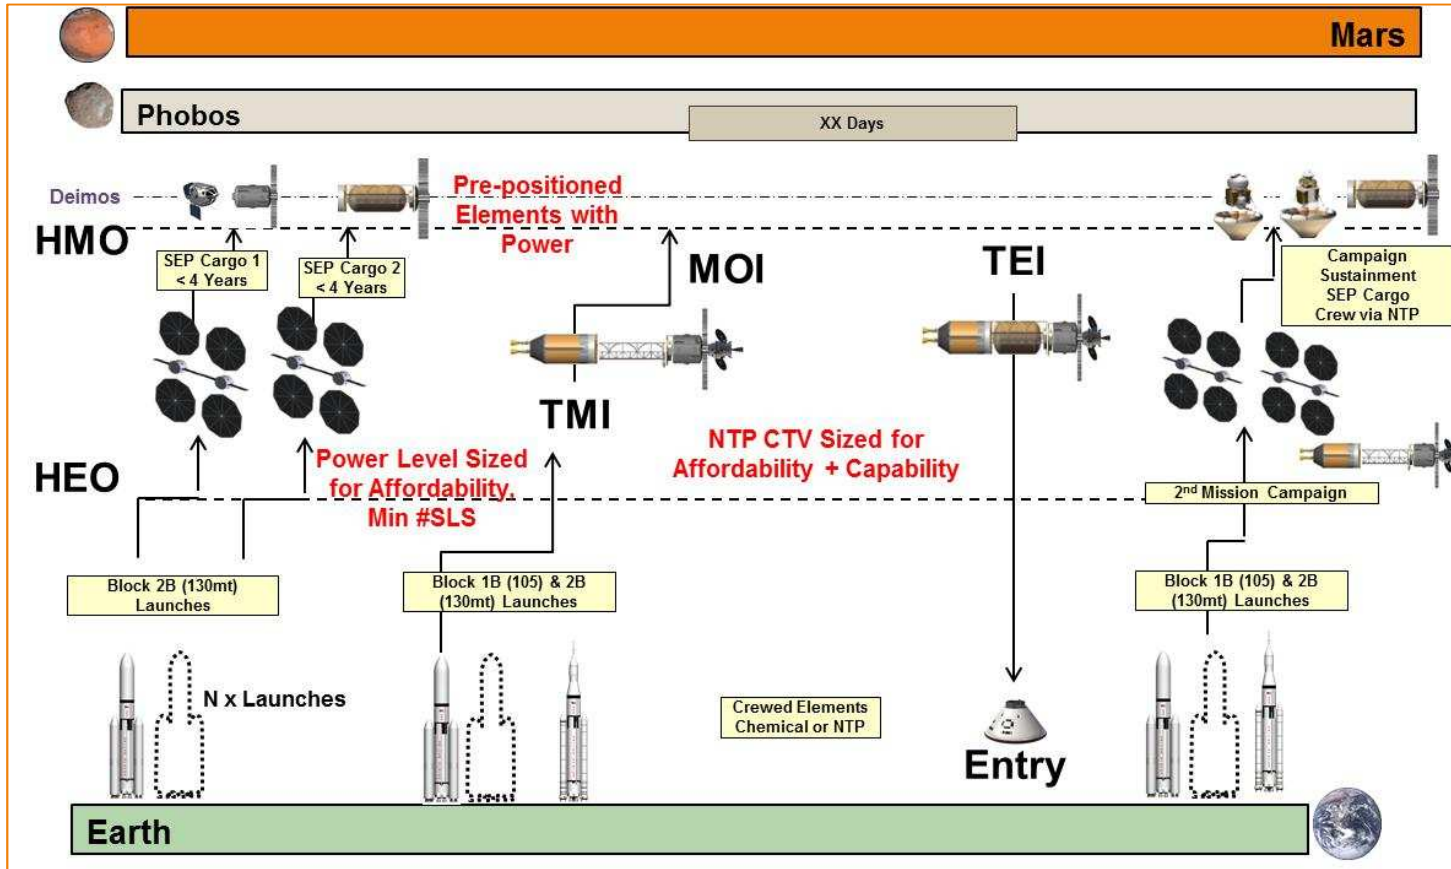 Mars
Phobos
XX Days
Deimos
HMO
Pre-positioned
Elements with
Power
SEP Cargo 1
< 4 Years
SEP Cargo 2
< 4 Years
MOI
TEI
Campaign
Sustainment
SEP Cargo
Crew via NTP
TMI
HEO
Power Level Sized
for Affordability,
Min #SLS
NTP CTV Sized for
Affordability + Capability
2nd Mission Campaign
Block 2B (130mt)
Launches
Block 1B (105) & 2B
(130mt) Launches
Block 1B (105) & 2B
(130mt) Launches
N x Launches
Crewed Elements
Chemical or NTP
Entry
Earth